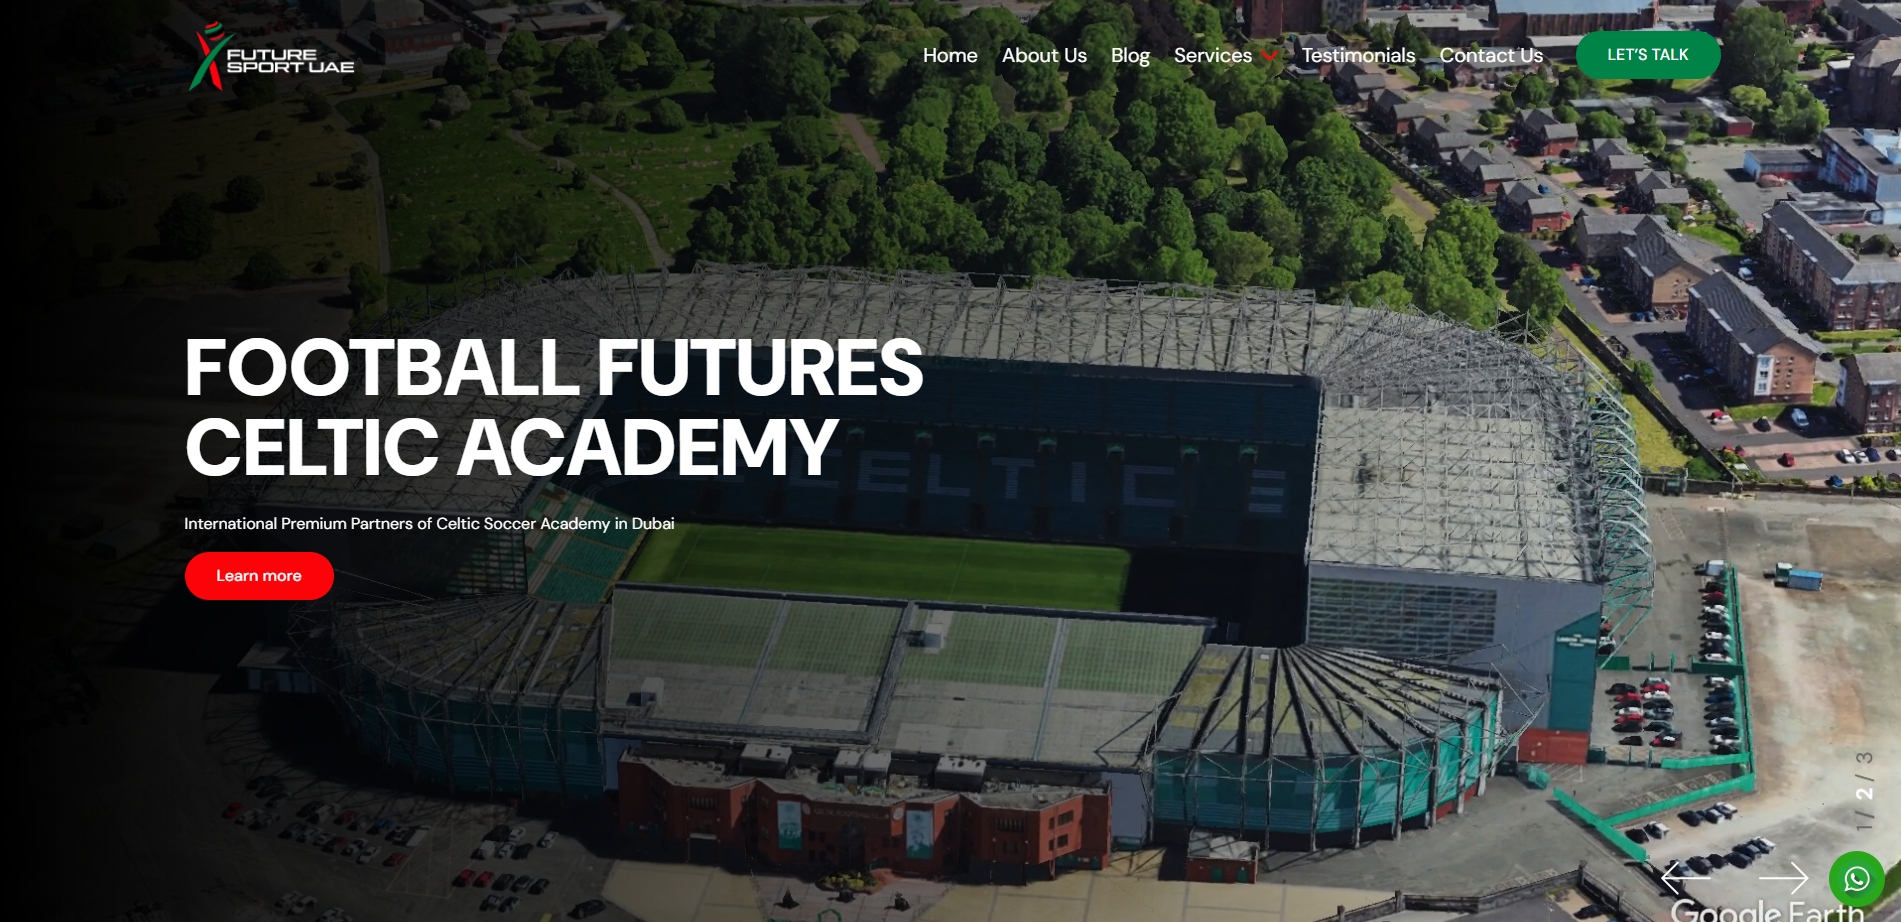 FUTURE
SPORT UAE
Home About Us Blog Services Testimonials Contact Us LET'S TALK
FOOTBALL FUTURES
CELTIC ACADEMY
CELTIC
International Premium Partners of Celtic Soccer Academy in Dubai
Learn more
1 / 2 / 3
Google Earth